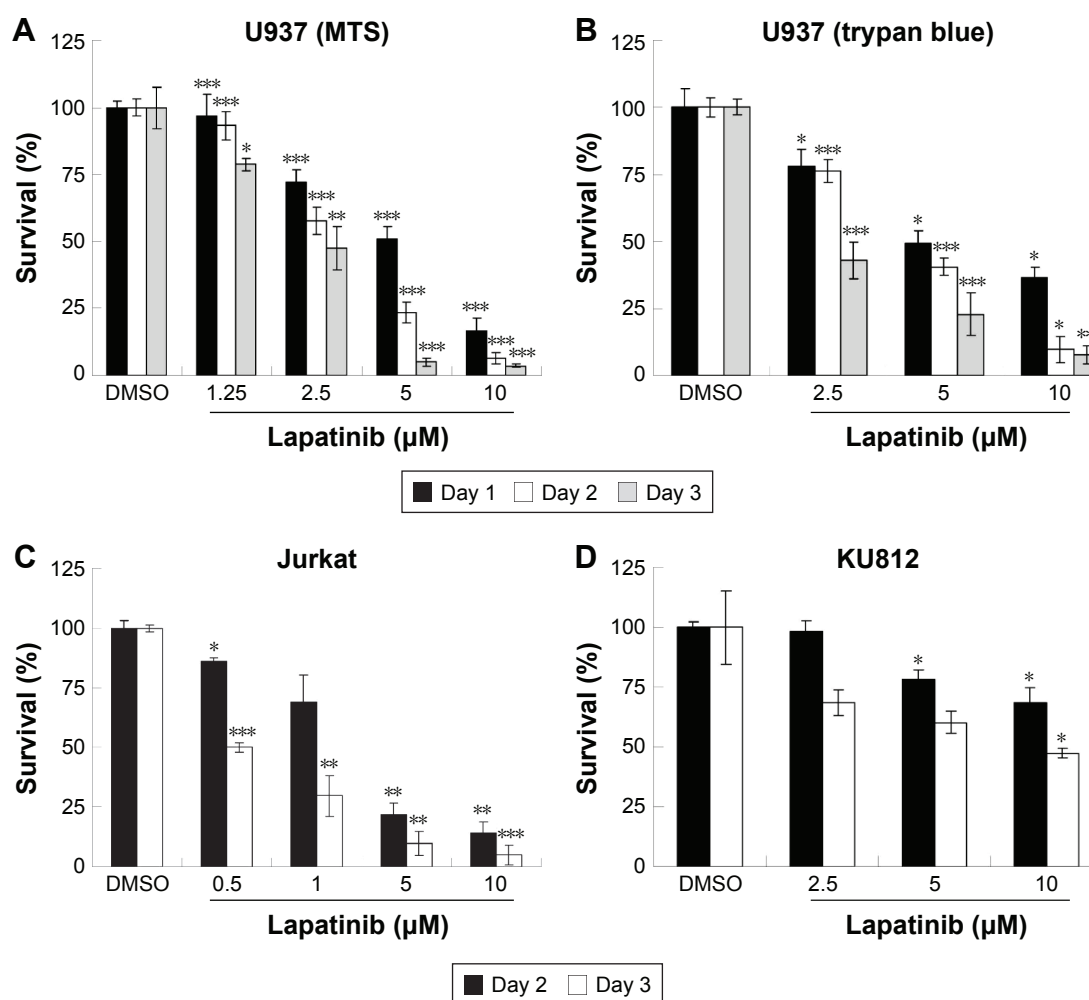 A U937 (MTS)
Survival (%)
125
100
75
50
25
0
*** *** *
*** *** **
*** *** ***
*** *** ***
DMSO 1.25 2.5 5 10
Lapatinib (µM)
B U937 (trypan blue)
Survival (%)
125
100
75
50
25
0
* *** ***
* *** ***
* *
DMSO 2.5 5 10
Lapatinib (µM)
Day 1 Day 2 Day 3
C Jurkat
Survival (%)
125
100
75
50
25
0
* ***
**
** **
** ***
DMSO 0.5 1 5 10
Lapatinib (µM)
D KU812
Survival (%)
125
100
75
50
25
0
*
* *
DMSO 2.5 5 10
Lapatinib (µM)
Day 2 Day 3